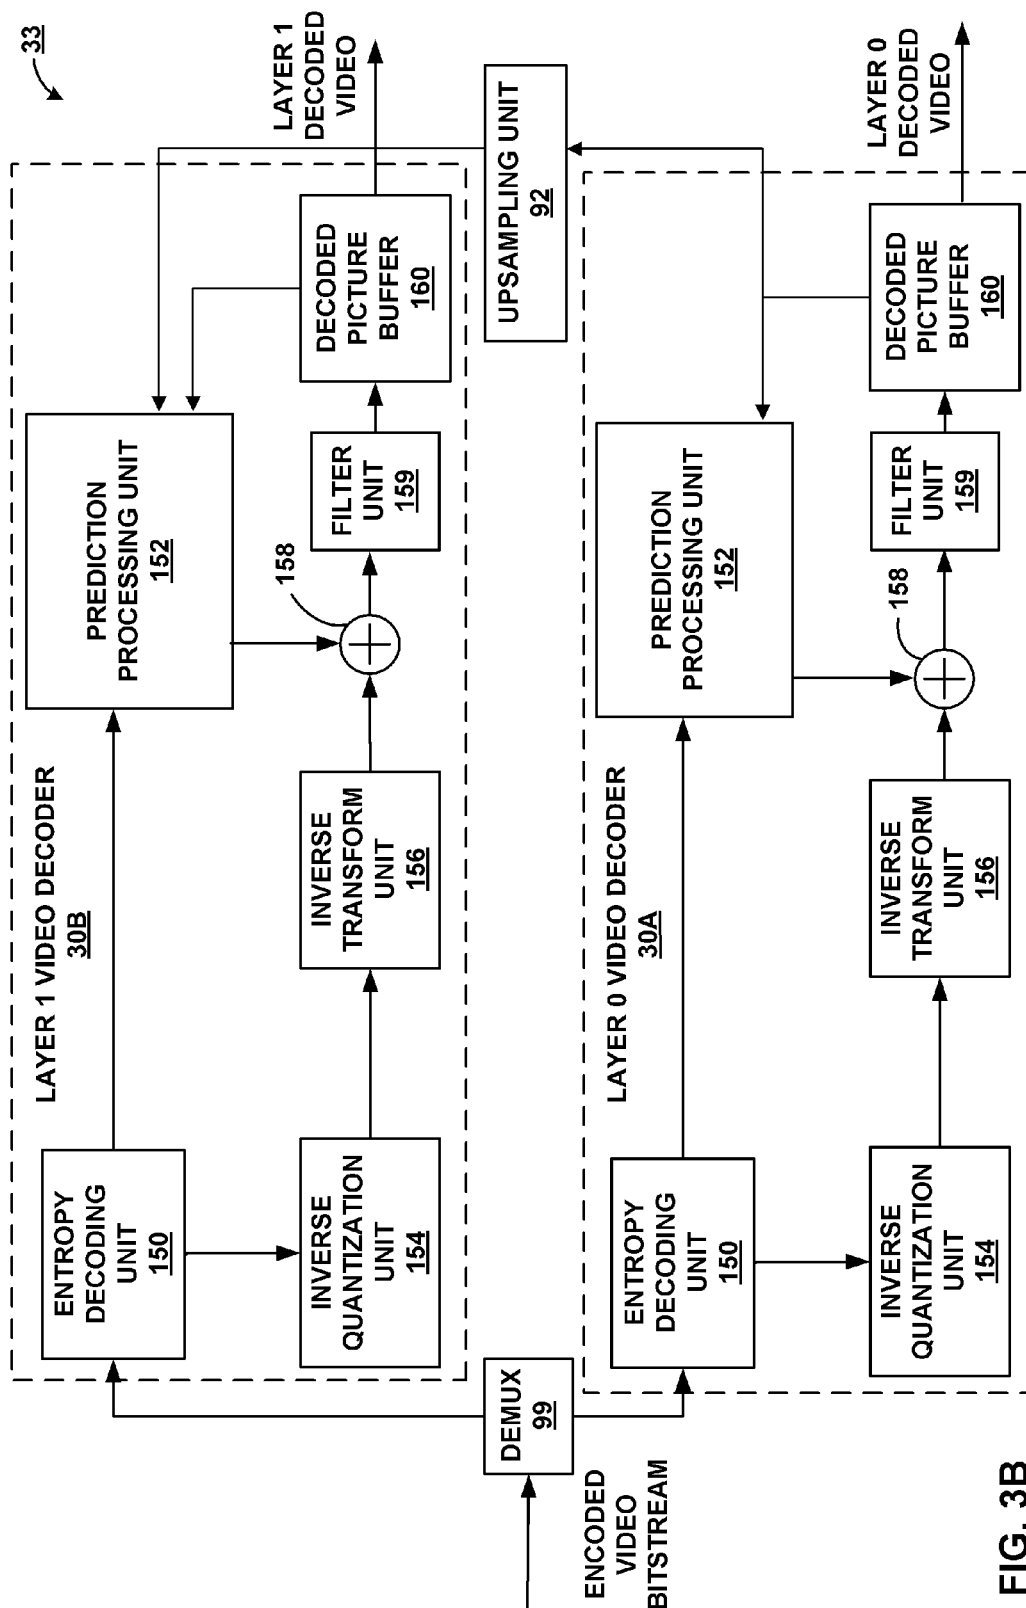 33
LAYER 1 VIDEO DECODER
30B
ENTROPY
DECODING
UNIT
150
PREDICTION
PROCESSING UNIT
152
INVERSE
QUANTIZATION
UNIT
154
INVERSE
TRANSFORM
UNIT
156
158
FILTER
UNIT
159
DECODED
PICTURE
BUFFER
160
LAYER 1
DECODED
VIDEO
ENCODED
VIDEO
BITSTREAM
DEMUX
99
UPSAMPLING UNIT
92
LAYER 0 VIDEO DECODER
30A
ENTROPY
DECODING
UNIT
150
PREDICTION
PROCESSING UNIT
152
INVERSE
QUANTIZATION
UNIT
154
INVERSE
TRANSFORM
UNIT
156
158
FILTER
UNIT
159
DECODED
PICTURE
BUFFER
160
LAYER 0
DECODED
VIDEO
FIG. 3B